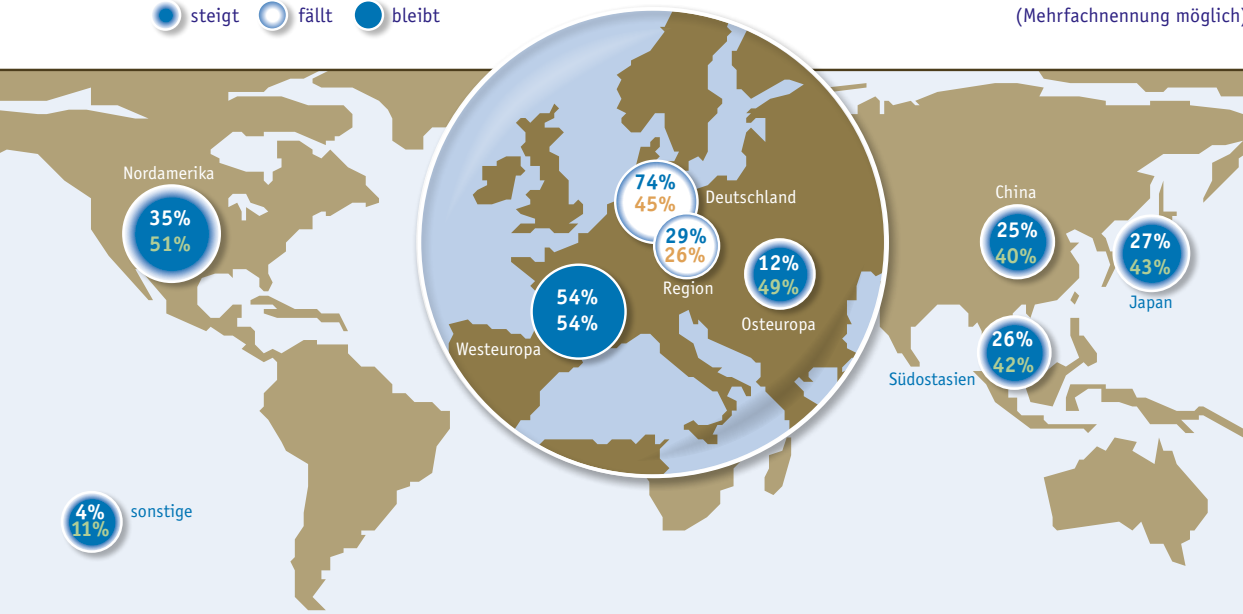 steigt fällt bleibt
(Mehrfachnennung möglich)
Nordamerika
35%
51%
74%
45%
Deutschland
29%
26%
Region
12%
49%
Osteuropa
54%
54%
Westeuropa
China
25%
40%
27%
43%
Japan
26%
42%
Südostasien
4%
11%
sonstige